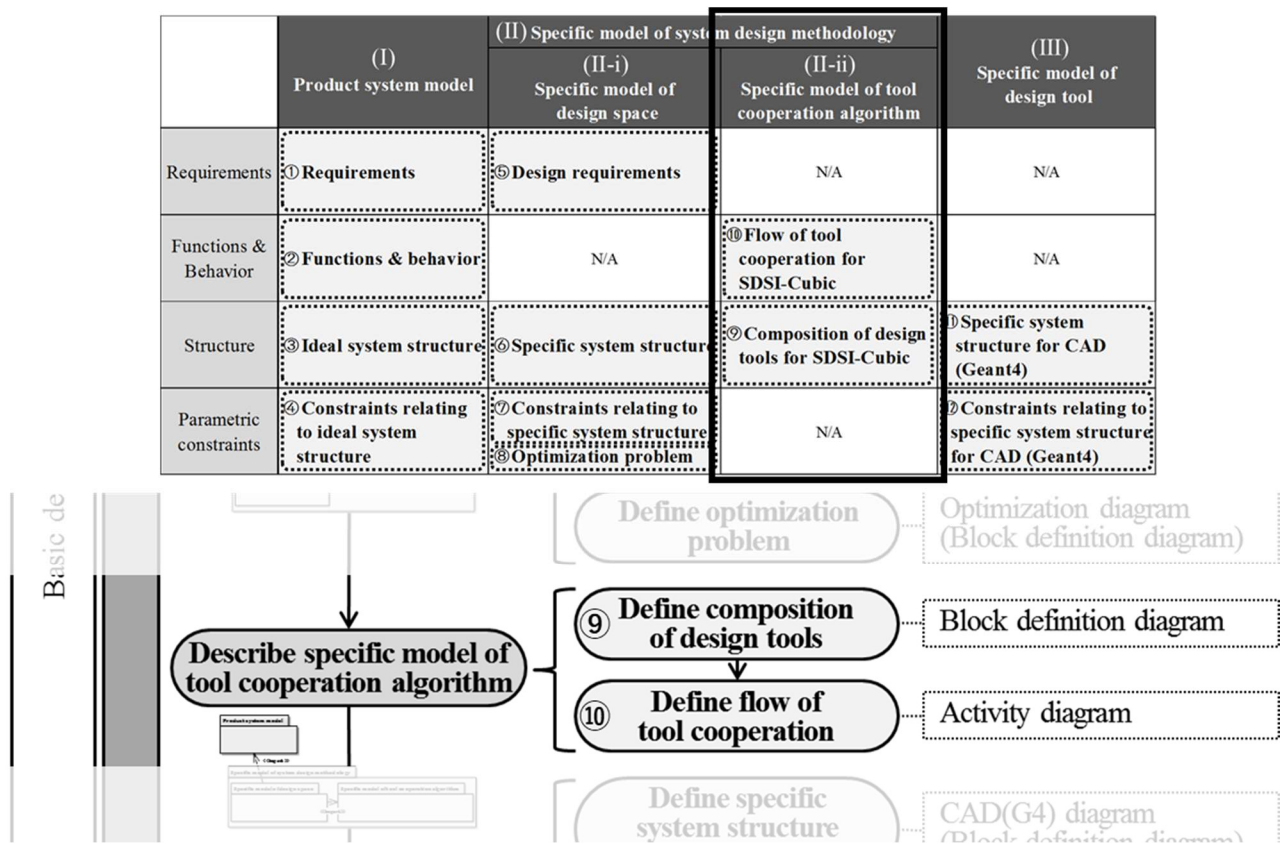 (II) Specific model of system design methodology
(I)
Product system model
(II-i)
Specific model of
design space
(II-ii)
Specific model of tool
cooperation algorithm
(III)
Specific model of
design tool
Requirements
① Requirements
⑤ Design requirements
N/A
N/A
Functions &
Behavior
② Functions & behavior
N/A
⑩ Flow of tool
cooperation for
SDSI-Cubic
N/A
Structure
③ Ideal system structure
⑥ Specific system structure
⑨ Composition of design
tools for SDSI-Cubic
⑪ Specific system
structure for CAD
(Geant4)
Parametric
constraints
④ Constraints relating
to ideal system
structure
⑦ Constraints relating to
specific system structure
⑧ Optimization problem
N/A
⑫ Constraints relating to
specific system structure
for CAD (Geant4)
Basic de
Define optimization
problem
Optimization diagram
(Block definition diagram)
Describe specific model of
tool cooperation algorithm
⑨ Define composition
of design tools
Block definition diagram
⑩ Define flow of
tool cooperation
Activity diagram
Product system model
Define specific
system structure
CAD(G4) diagram
(Block definition diagram)